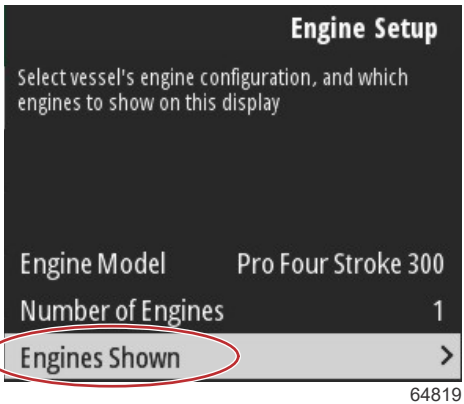 Engine Setup
Select vessel's engine configuration, and which
engines to show on this display
Engine Model Pro Four Stroke 300
Number of Engines 1
Engines Shown >
64819